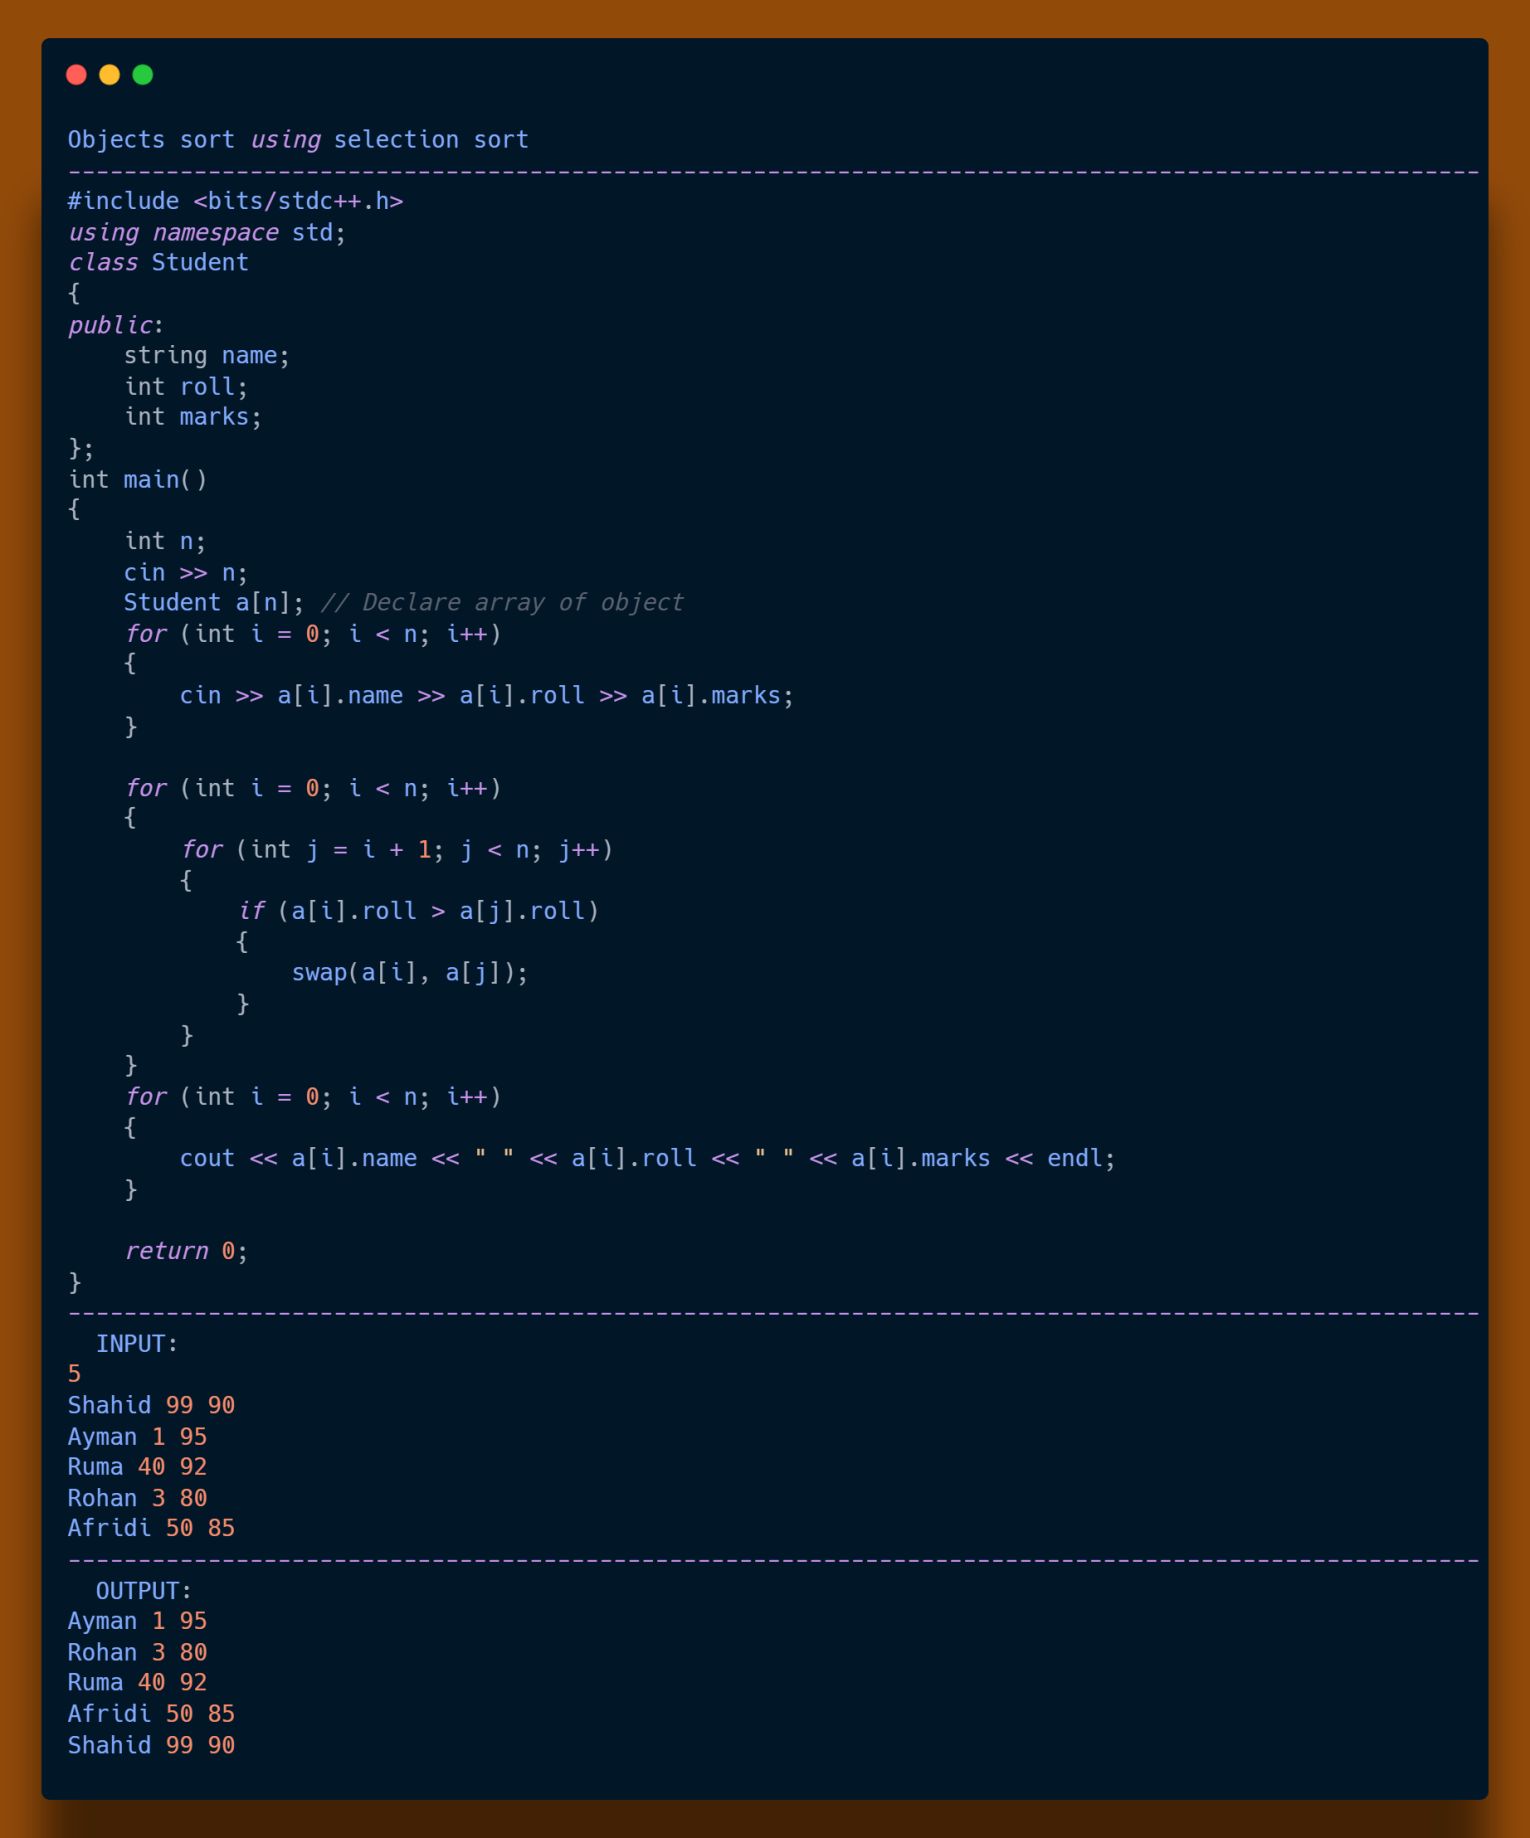 Objects sort using selection sort
-----------------------------------------------------------------------------------------------------
#include <bits/stdc++.h>
using namespace std;
class Student
{
public:
    string name;
    int roll;
    int marks;
};
int main()
{
    int n;
    cin >> n;
    Student a[n]; // Declare array of object
    for (int i = 0; i < n; i++)
    {
        cin >> a[i].name >> a[i].roll >> a[i].marks;
    }

    for (int i = 0; i < n; i++)
    {
        for (int j = i + 1; j < n; j++)
        {
            if (a[i].roll > a[j].roll)
            {
                swap(a[i], a[j]);
            }
        }
    }
    for (int i = 0; i < n; i++)
    {
        cout << a[i].name << " " << a[i].roll << " " << a[i].marks << endl;
    }

    return 0;
}
-----------------------------------------------------------------------------------------------------
  INPUT:
5
Shahid 99 90
Ayman 1 95
Ruma 40 92
Rohan 3 80
Afridi 50 85
-----------------------------------------------------------------------------------------------------
  OUTPUT:
Ayman 1 95
Rohan 3 80
Ruma 40 92
Afridi 50 85
Shahid 99 90